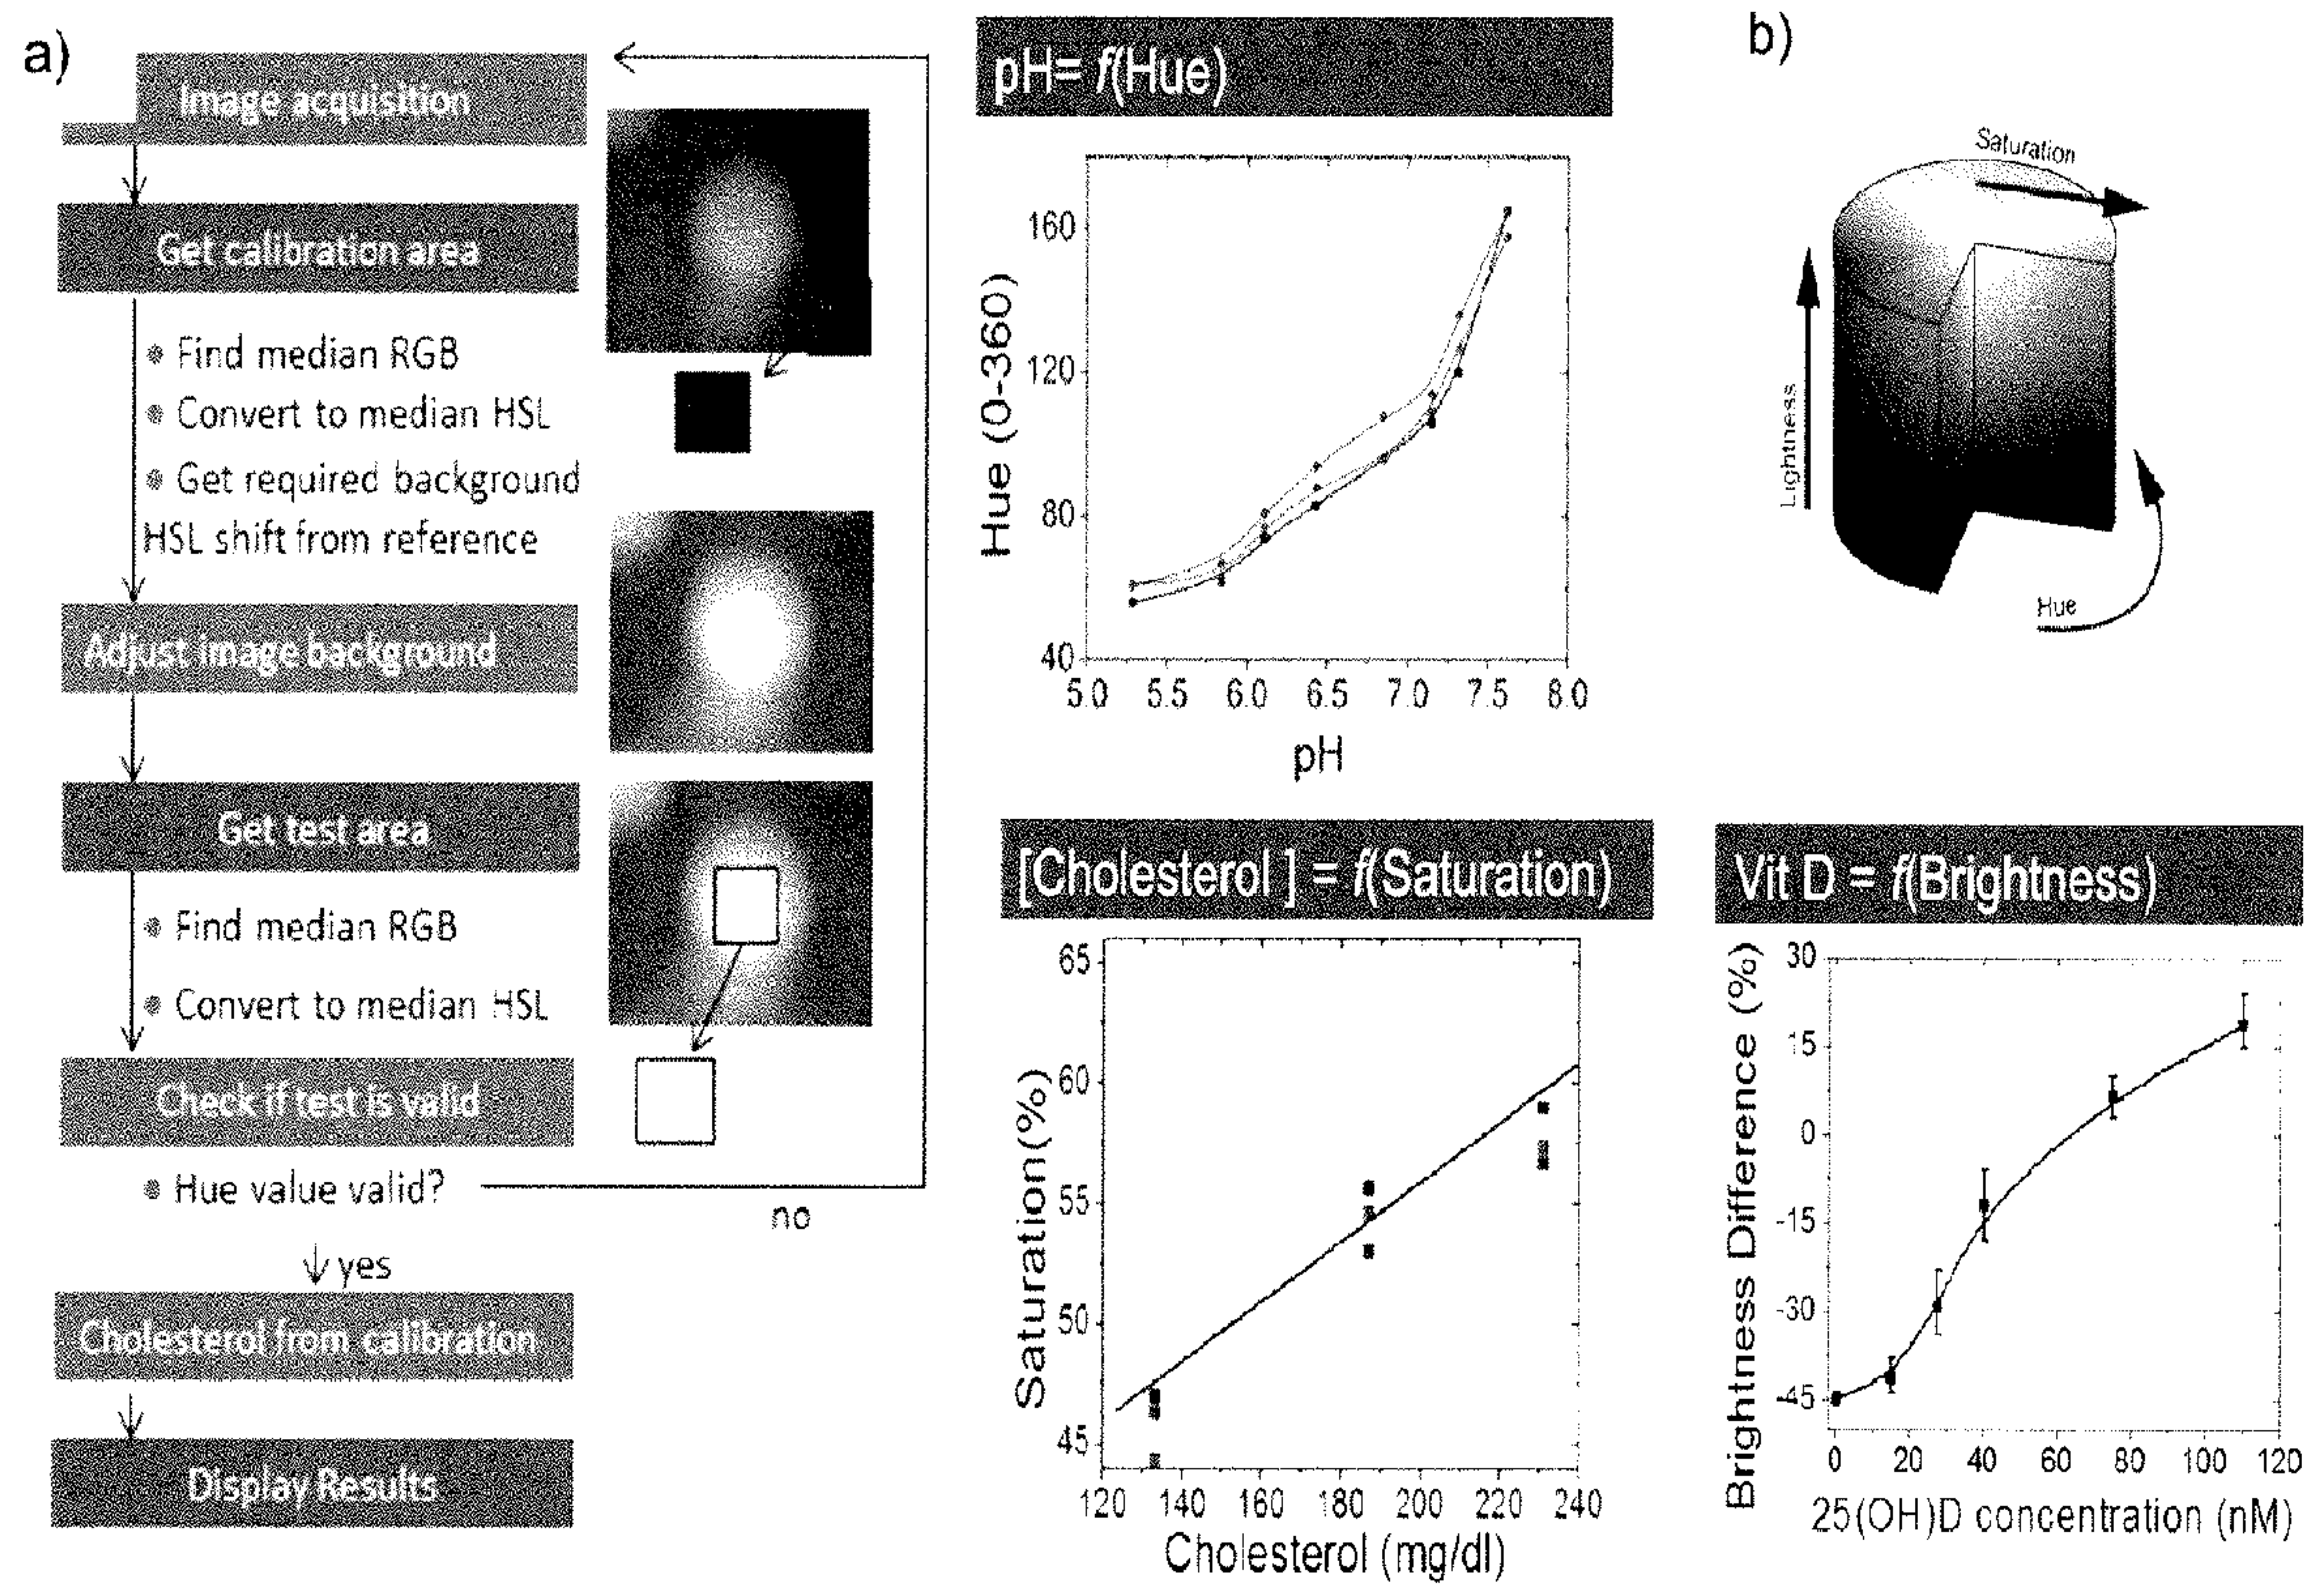 a)
Image acquisition
Get calibration area
• Find median RGB
• Convert to median HSL
• Get required background
HSL shift from reference
Adjust image background
Get test area
• Find median RGB
• Convert to median HSL
Check if test is valid
• Hue value valid?
no
yes
Cholesterol from calibration
Display Results
pH= f(Hue)
Hue (0-360)
160
120
80
40
5.0 5.5 6.0 6.5 7.0 7.5 8.0
pH
b)
Saturation
Lightness
Hue
[Cholesterol ] = f(Saturation)
Saturation(%)
65
60
55
50
45
120 140 160 180 200 220 240
Cholesterol (mg/dl)
Vit D = f(Brightness)
Brightness Difference (%)
30
15
0
-15
-30
-45
0 20 40 60 80 100 120
25(OH)D concentration (nM)